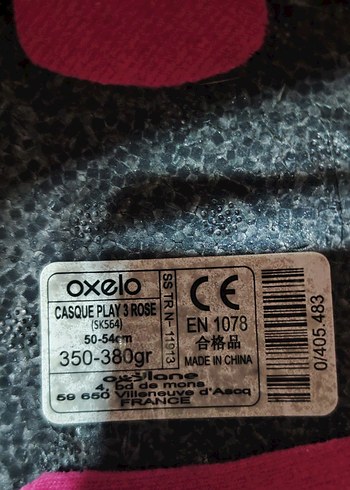 oxelo
CASQUE PLAY 3 ROSE
(SK564)
50-54cm
350-380gr
SS TR N-11913
CE
EN 1078
合格品
MADE IN CHINA
0/405.483
oxylane
4, bd de mons
59 650 Villeneuve d'Ascq
FRANCE